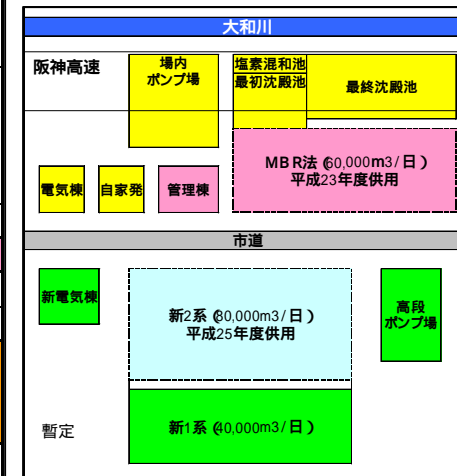 大和川
阪神高速
場内
ポンプ場
塩素混和池
最初沈殿池
最終沈殿池
MBR法（60,000m3/日）
平成23年度供用
電気棟
自家発
管理棟
市道
新電気棟
新2系（80,000m3/日）
平成25年度供用
高段
ポンプ場
暫定
新1系（40,000m3/日）